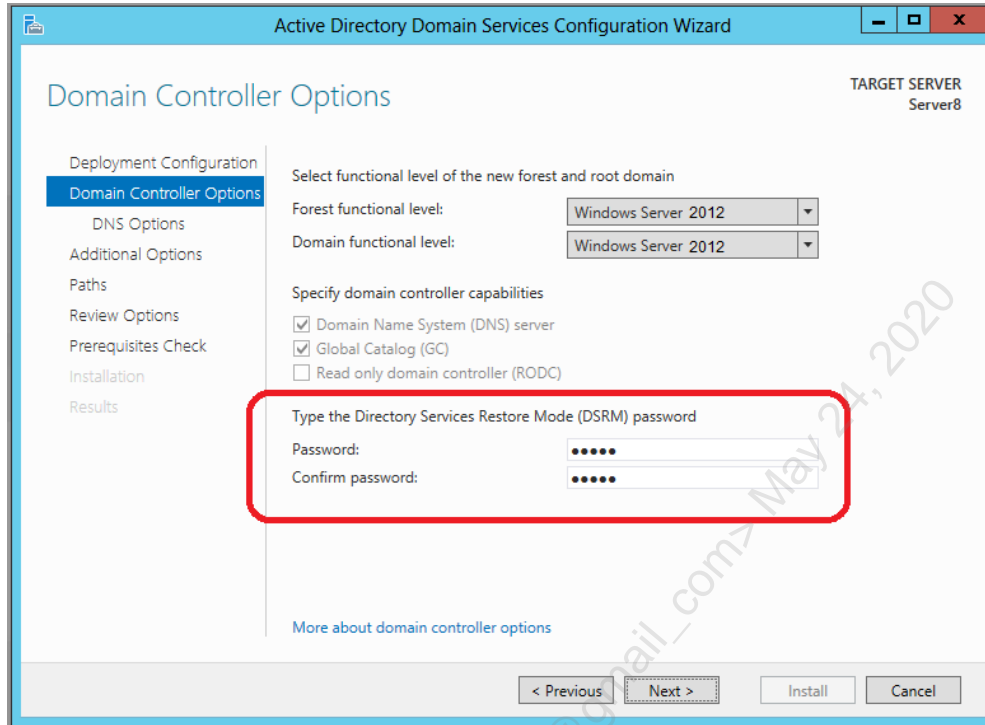 Active Directory Domain Services Configuration Wizard
Domain Controller Options
TARGET SERVER
Server8
Deployment Configuration
Domain Controller Options
DNS Options
Additional Options
Paths
Review Options
Prerequisites Check
Installation
Results
Select functional level of the new forest and root domain
Forest functional level: Windows Server 2012
Domain functional level: Windows Server 2012
Specify domain controller capabilities
Domain Name System (DNS) server
Global Catalog (GC)
Read only domain controller (RODC)
Type the Directory Services Restore Mode (DSRM) password
Password: •••••
Confirm password: •••••
More about domain controller options
< Previous Next > Install Cancel
@gmail_com> May 24, 2020